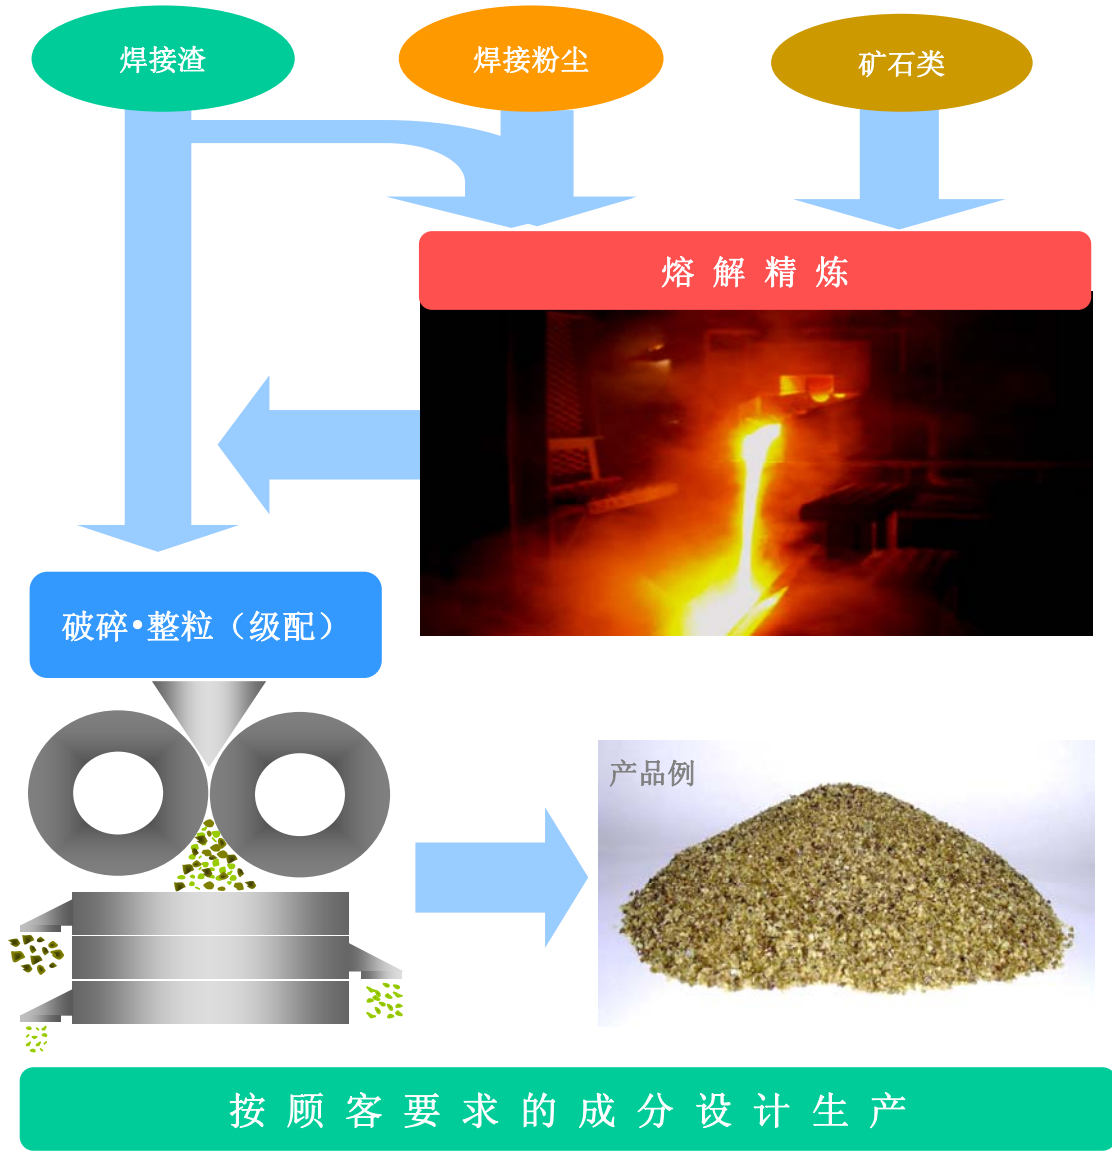 焊接渣
焊接粉尘
矿石类
熔解精炼
破碎•整粒（级配）
产品例
按顾客要求的成分设计生产